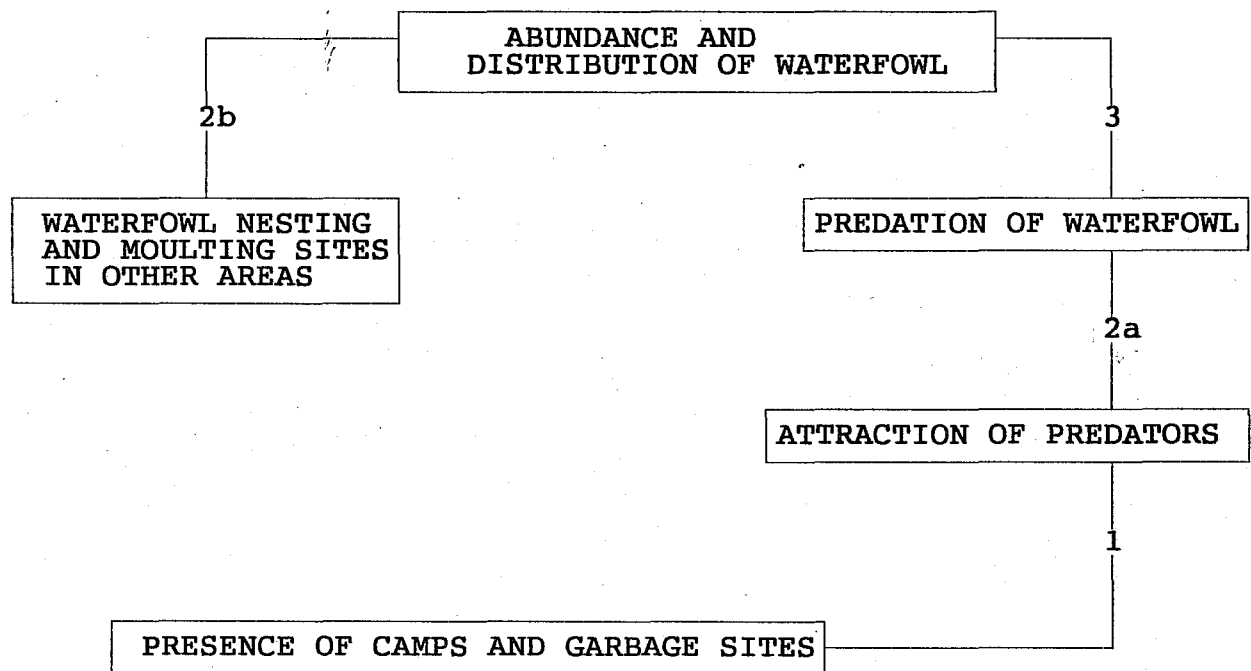 ABUNDANCE AND
DISTRIBUTION OF WATERFOWL
2b
3
WATERFOWL NESTING
AND MOULTING SITES
IN OTHER AREAS
PREDATION OF WATERFOWL
2a
ATTRACTION OF PREDATORS
1
PRESENCE OF CAMPS AND GARBAGE SITES